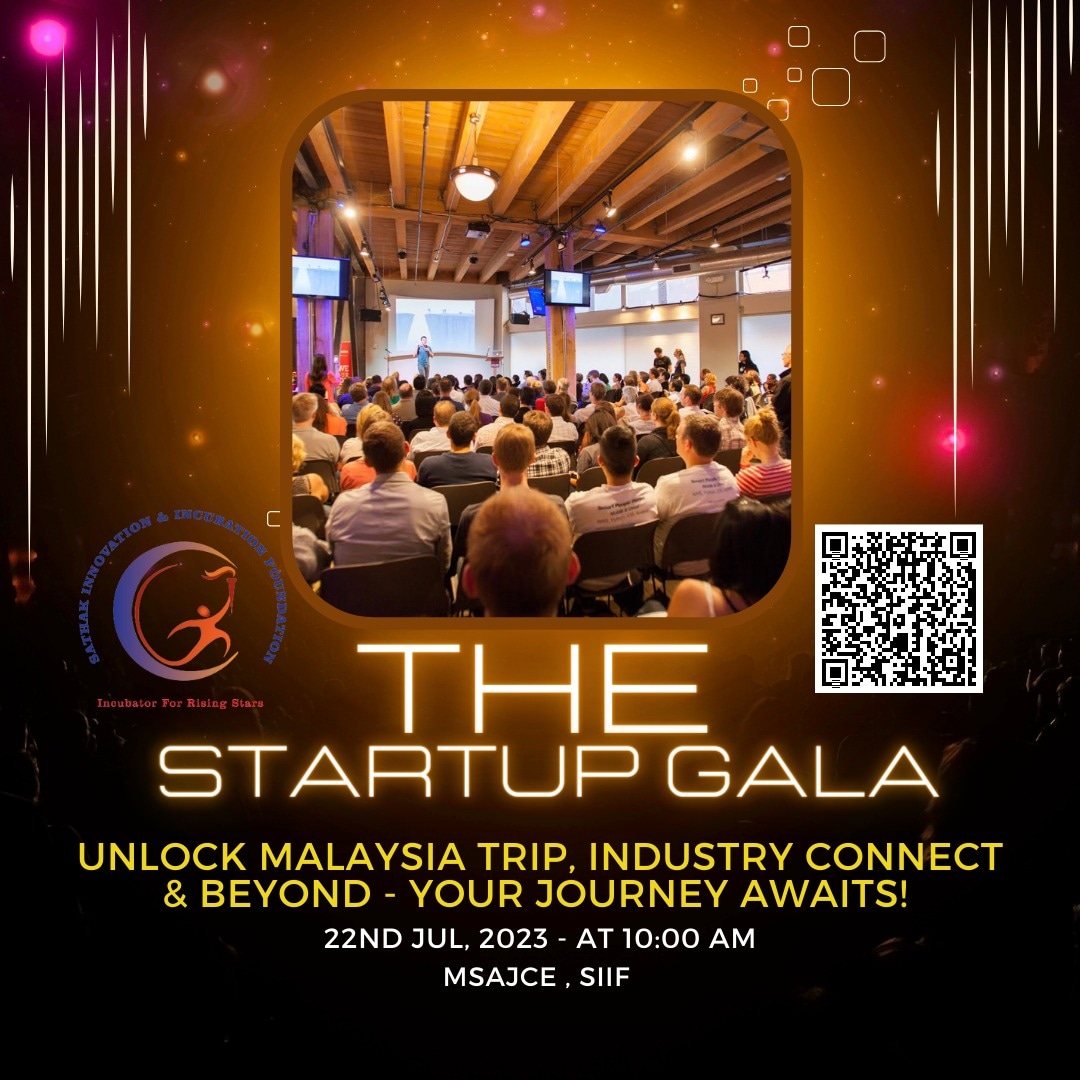 SATHAK INNOVATION & INCUBATION FOUNDATION
Incubator For Rising Stars
THE
STARTUP GALA
UNLOCK MALAYSIA TRIP, INDUSTRY CONNECT
& BEYOND - YOUR JOURNEY AWAITS!
22ND JUL, 2023 - AT 10:00 AM
MSAJCE , SIIF